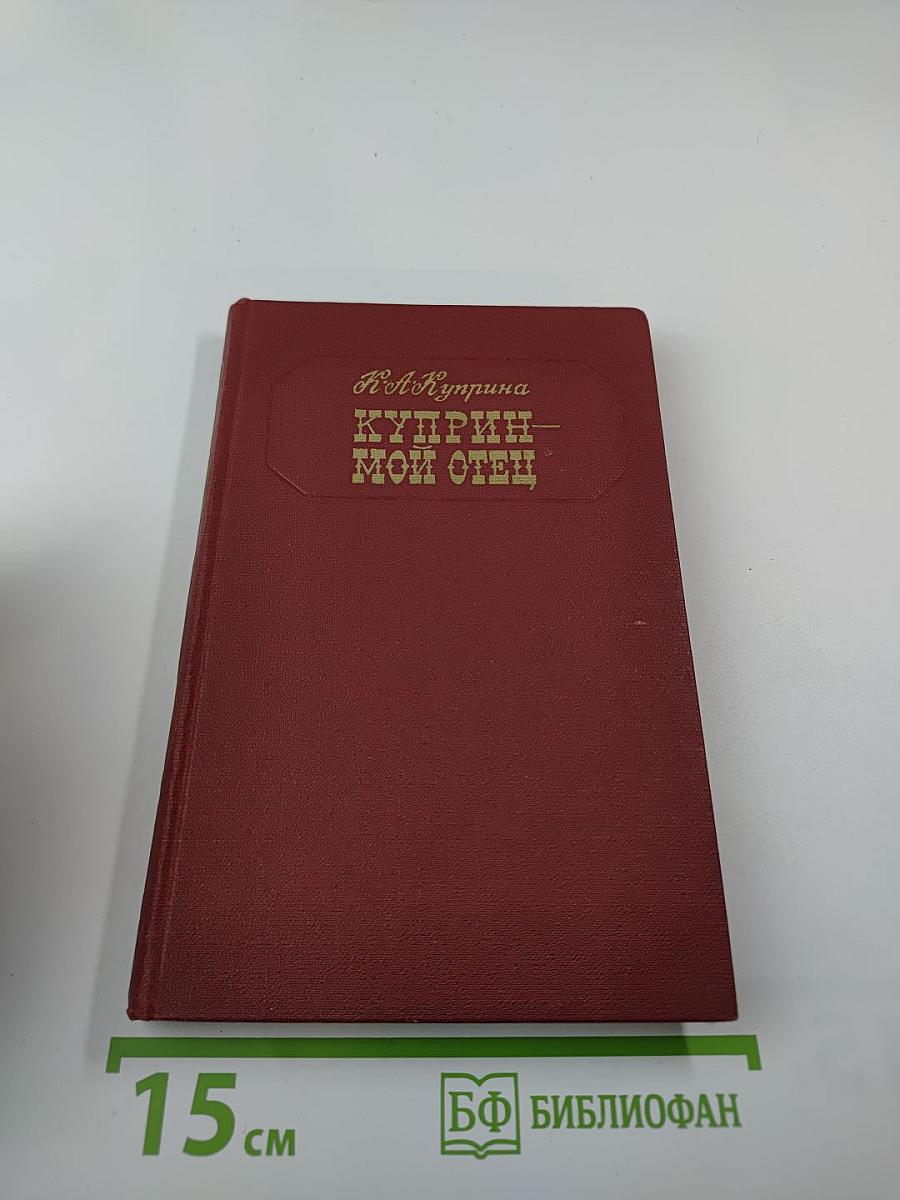 К·А·Куприна
КУПРИН—
МОЙ ОТЕЦ
15 см
БФ БИБЛИОФАН